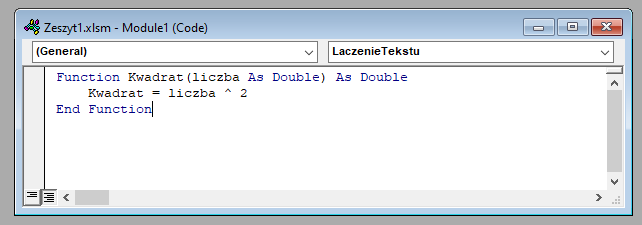 Zeszyt1.xlsm - Module1 (Code)
(General) LaczenieTekstu
Function Kwadrat(liczba As Double) As Double
    Kwadrat = liczba ^ 2
End Function